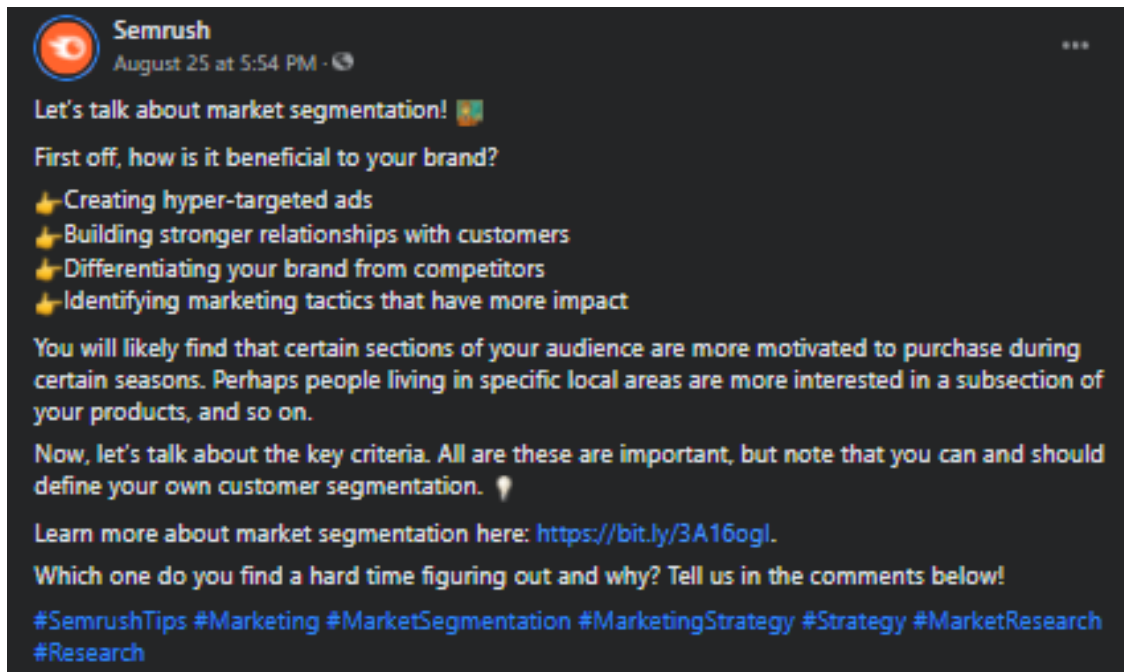 Semrush
August 25 at 5:54 PM ·
Let's talk about market segmentation!
First off, how is it beneficial to your brand?
👉Creating hyper-targeted ads
👉Building stronger relationships with customers
👉Differentiating your brand from competitors
👉Identifying marketing tactics that have more impact
You will likely find that certain sections of your audience are more motivated to purchase during
certain seasons. Perhaps people living in specific local areas are more interested in a subsection of
your products, and so on.
Now, let's talk about the key criteria. All are these are important, but note that you can and should
define your own customer segmentation.
Learn more about market segmentation here: https://bit.ly/3A16ogl.
Which one do you find a hard time figuring out and why? Tell us in the comments below!
#SemrushTips #Marketing #MarketSegmentation #MarketingStrategy #Strategy #MarketResearch
#Research